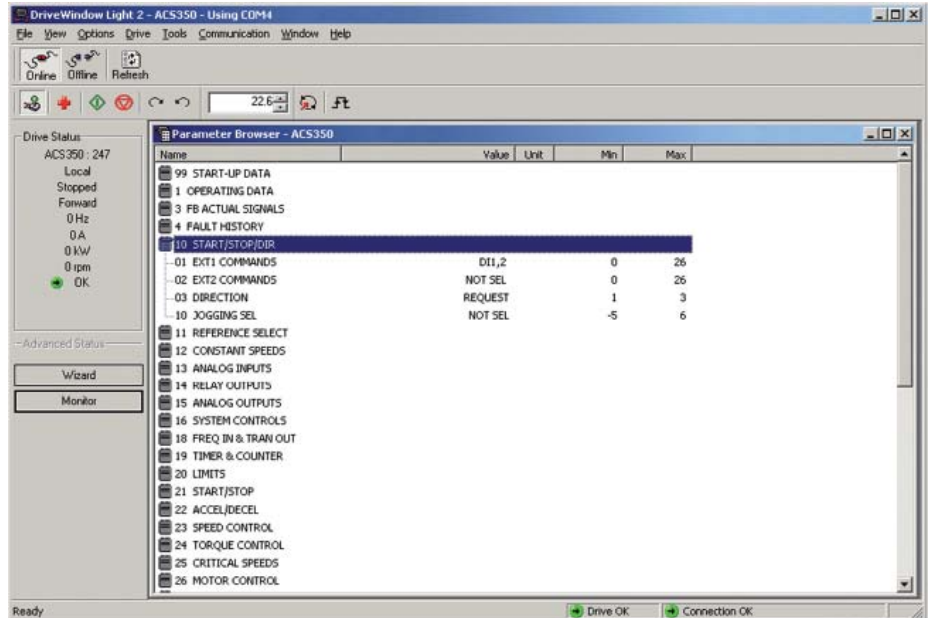 DriveWindow Light 2 - ACS350 - Using COM4
File View Options Drive Tools Communication Window Help
Online Offline Refresh
22.6
Drive Status
ACS350 : 247
Local
Stopped
Forward
0 Hz
0 A
0 kW
0 rpm
OK
Advanced Status
Wizard
Monitor
Parameter Browser - ACS350
Name Value Unit Min Max
99 START-UP DATA
1 OPERATING DATA
3 FB ACTUAL SIGNALS
4 FAULT HISTORY
10 START/STOP/DIR
01 EXT1 COMMANDS DI1,2 0 26
02 EXT2 COMMANDS NOT SEL 0 26
03 DIRECTION REQUEST 1 3
10 JOGGING SEL NOT SEL -5 6
11 REFERENCE SELECT
12 CONSTANT SPEEDS
13 ANALOG INPUTS
14 RELAY OUTPUTS
15 ANALOG OUTPUTS
16 SYSTEM CONTROLS
18 FREQ IN & TRAN OUT
19 TIMER & COUNTER
20 LIMITS
21 START/STOP
22 ACCEL/DECEL
23 SPEED CONTROL
24 TORQUE CONTROL
25 CRITICAL SPEEDS
26 MOTOR CONTROL
Ready Drive OK Connection OK